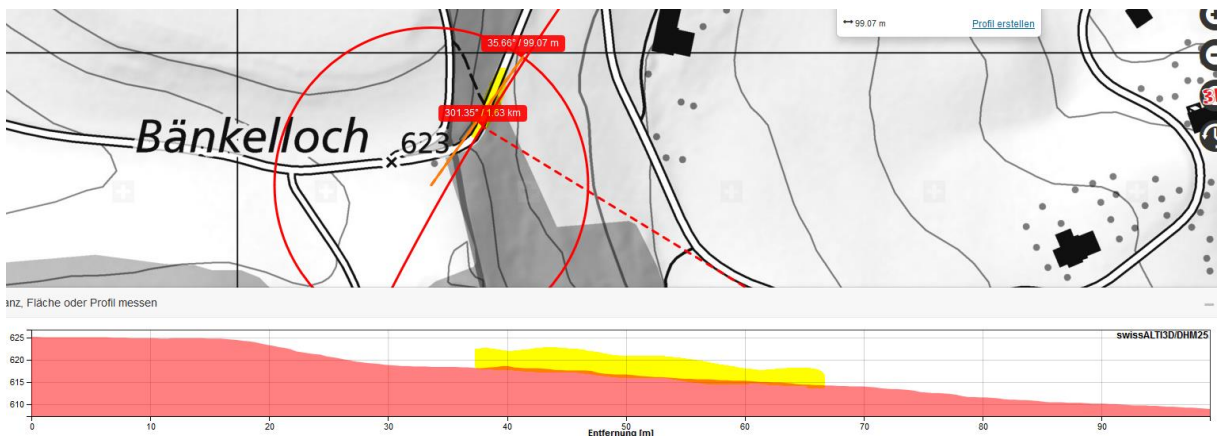 ↔ 99.07 m Profil erstellen
35.66° / 99.07 m
301.35° / 1.63 km
Bänkelloch 623
anz, Fläche oder Profil messen
swissALTI3D/DHM25
625
620
615
610
0 10 20 30 40 50 60 70 80 90
Entfernung [m]